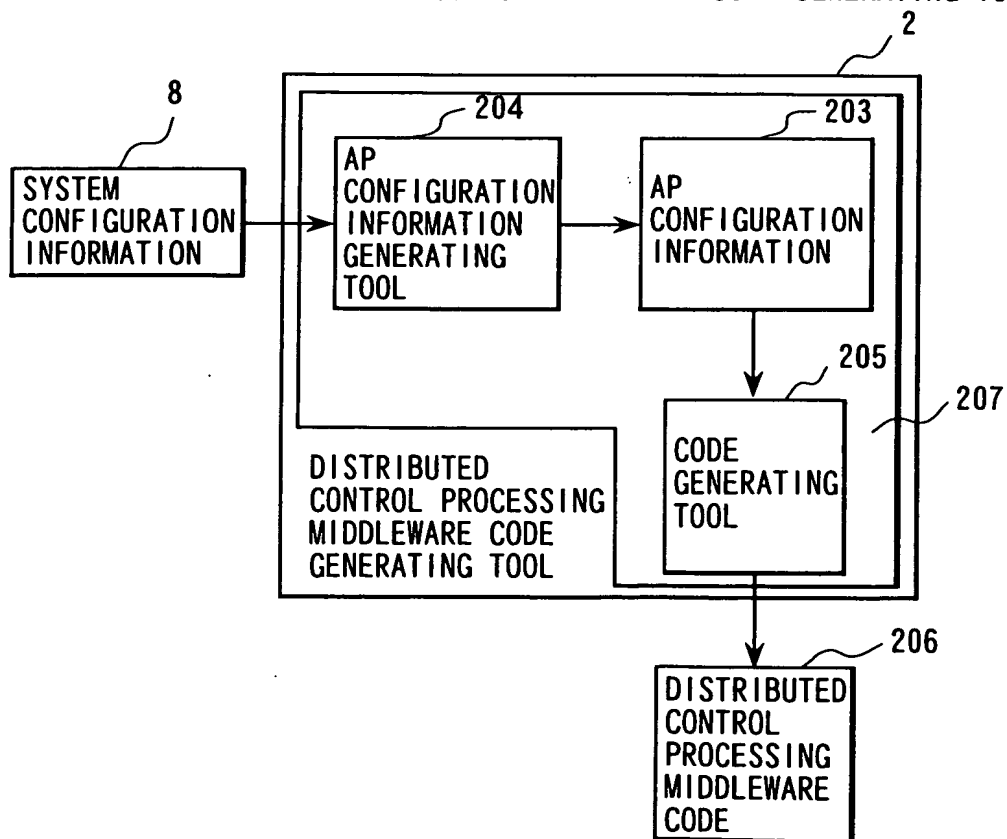 GENERATING
2
8
204
203
SYSTEM
CONFIGURATION
INFORMATION
AP
CONFIGURATION
INFORMATION
GENERATING
TOOL
AP
CONFIGURATION
INFORMATION
205
207
CODE
GENERATING
TOOL
DISTRIBUTED
CONTROL PROCESSING
MIDDLEWARE CODE
GENERATING TOOL
206
DISTRIBUTED
CONTROL
PROCESSING
MIDDLEWARE
CODE